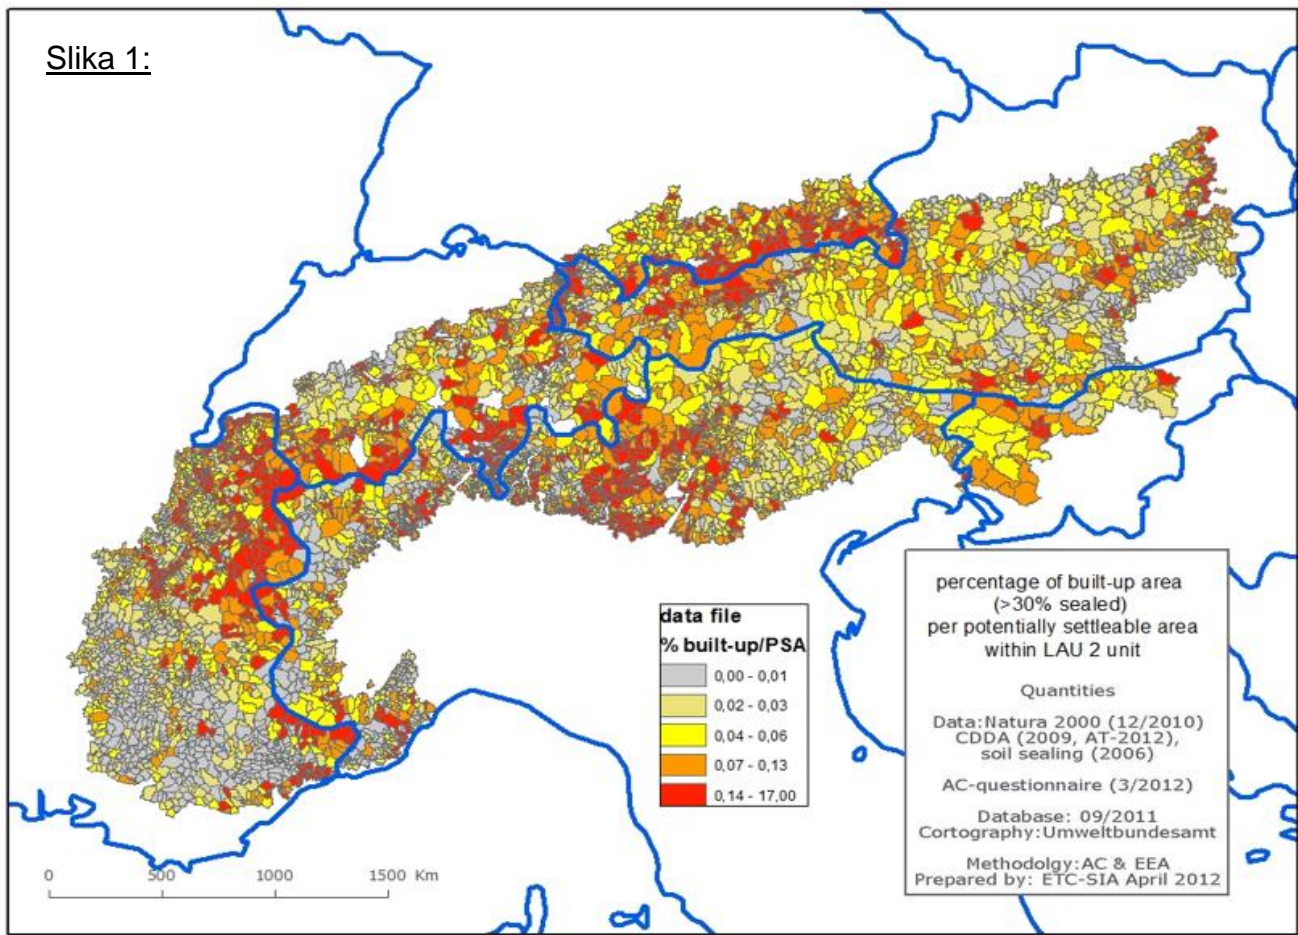 Slika 1:
data file
% built-up/PSA
0,00 - 0,01
0,02 - 0,03
0,04 - 0,06
0,07 - 0,13
0,14 - 17,00
percentage of built-up area
(>30% sealed)
per potentially settleable area
within LAU 2 unit
Quantities
Data:Natura 2000 (12/2010)
CDDA (2009, AT-2012),
soil sealing (2006)
AC-questionnaire (3/2012)
Database: 09/2011
Cortography:Umweltbundesamt
Methodolgy:AC & EEA
Prepared by: ETC-SIA April 2012
0 500 1000 1500 Km